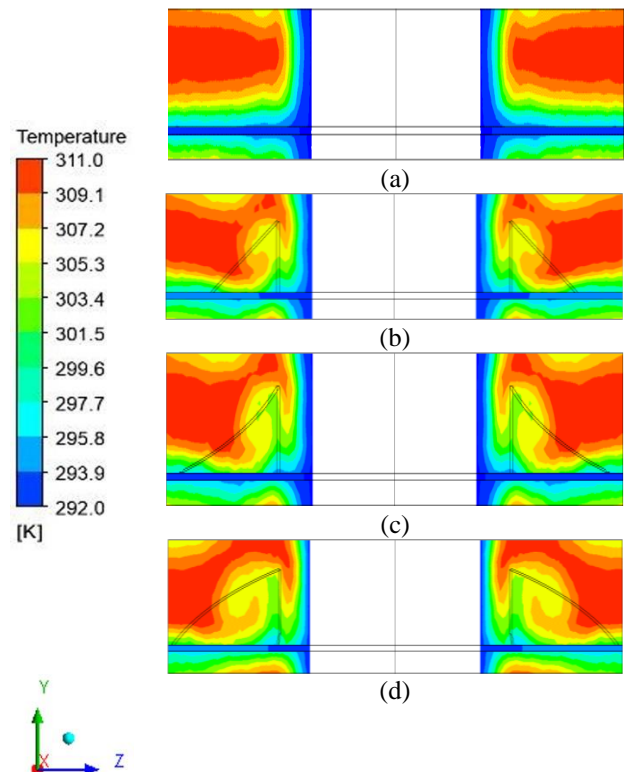 Temperature
311.0
309.1
307.2
305.3
303.4
301.5
299.6
297.7
295.8
293.9
292.0
[K]
(a)
(b)
(c)
(d)
Y
X
Z